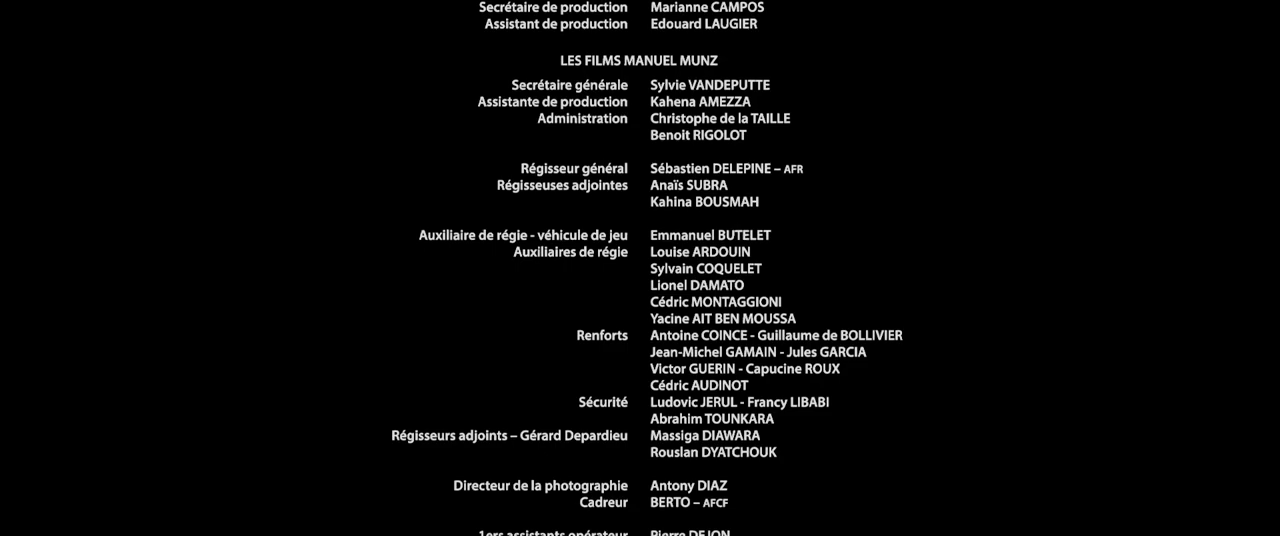 Secrétaire de production Marianne CAMPOS
Assistant de production Edouard LAUGIER
LES FILMS MANUEL MUNZ
Secrétaire générale Sylvie VANDEPUTTE
Assistante de production Kahena AMEZZA
Administration Christophe de la TAILLE
Benoit RIGOLOT
Régisseur général Sébastien DELEPINE – AFR
Régisseuses adjointes Anaïs SUBRA
Kahina BOUSMAH
Auxiliaire de régie - véhicule de jeu Emmanuel BUTELET
Auxiliaires de régie Louise ARDOUIN
Sylvain COQUELET
Lionel DAMATO
Cédric MONTAGGIONI
Yacine AIT BEN MOUSSA
Renforts Antoine COINCE - Guillaume de BOLLIVIER
Jean-Michel GAMAIN - Jules GARCIA
Victor GUERIN - Capucine ROUX
Cédric AUDINOT
Sécurité Ludovic JERUL - Francy LIBABI
Abrahim TOUNKARA
Régisseurs adjoints – Gérard Depardieu Massiga DIAWARA
Rouslan DYATCHOUK
Directeur de la photographie Antony DIAZ
Cadreur BERTO – AFCF
1ers assistants opérateur Pierre DEJON